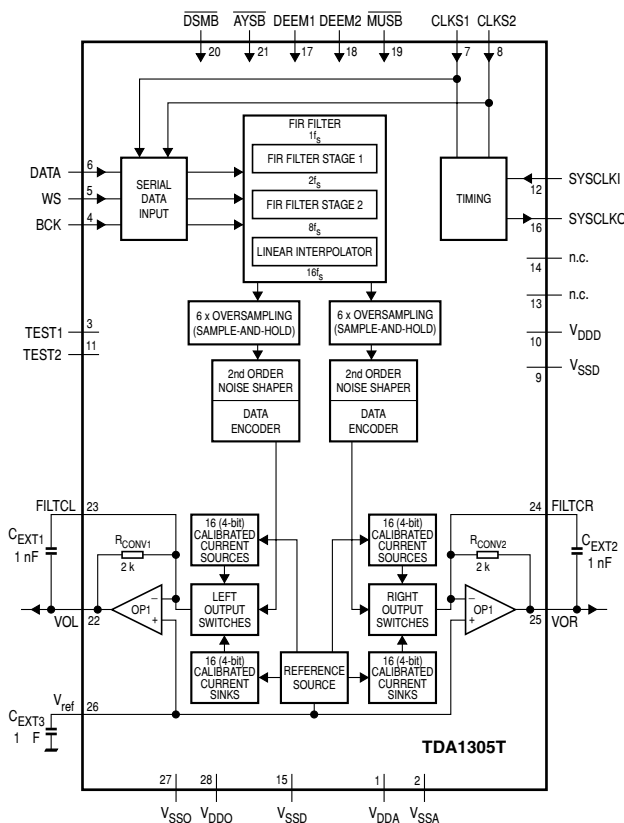 DSMB AYSB DEEM1 DEEM2 MUSB CLKS1 CLKS2
20 21 17 18 19 7 8
FIR FILTER
1fs
FIR FILTER STAGE 1
2fs
FIR FILTER STAGE 2
8fs
LINEAR INTERPOLATOR
16fs
DATA 6
WS 5
BCK 4
SERIAL
DATA
INPUT
TIMING
12 SYSCLKI
16 SYSCLKO
14 n.c.
13 n.c.
10 VDDD
9 VSSD
TEST1 3
TEST2 11
6 x OVERSAMPLING
(SAMPLE-AND-HOLD)
6 x OVERSAMPLING
(SAMPLE-AND-HOLD)
2nd ORDER
NOISE SHAPER
DATA
ENCODER
2nd ORDER
NOISE SHAPER
DATA
ENCODER
FILTCL 23
CEXT1
1 nF
RCONV1
2 k
OP1
VOL 22
16 (4-bit)
CALIBRATED
CURRENT
SOURCES
LEFT
OUTPUT
SWITCHES
16 (4-bit)
CALIBRATED
CURRENT
SINKS
REFERENCE
SOURCE
16 (4-bit)
CALIBRATED
CURRENT
SOURCES
RIGHT
OUTPUT
SWITCHES
16 (4-bit)
CALIBRATED
CURRENT
SINKS
24 FILTCR
RCONV2
2 k
CEXT2
1 nF
OP1
25 VOR
Vref 26
CEXT3
1 F
TDA1305T
27 28 15 1 2
VSSO VDDO VSSD VDDA VSSA